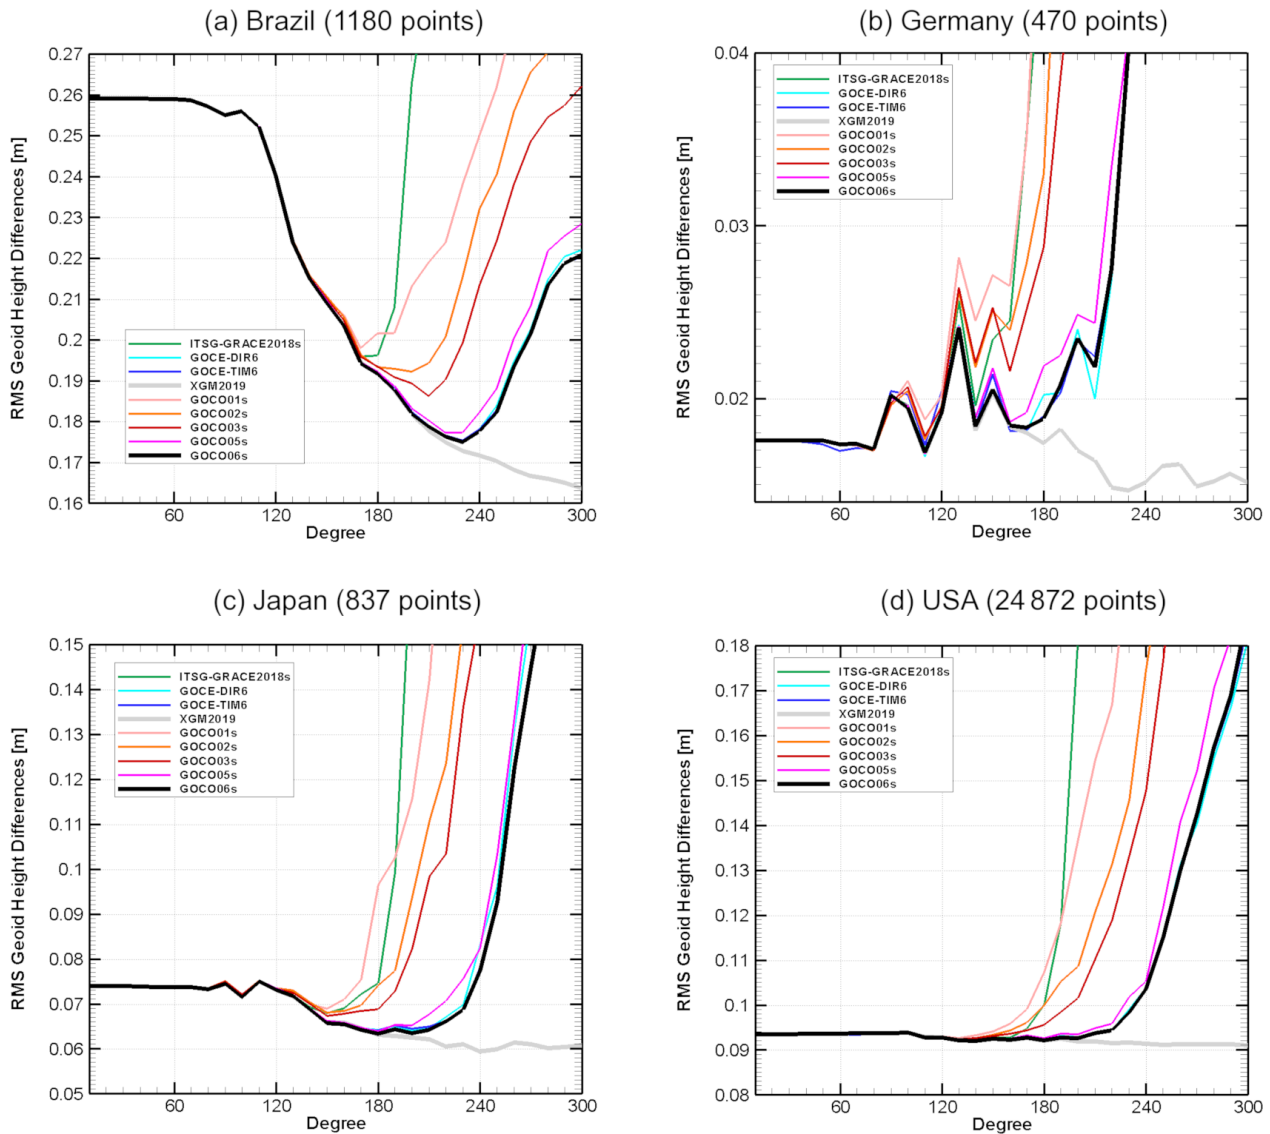 (a) Brazil (1180 points)
RMS Geoid Height Differences [m]
0.27
0.26
0.25
0.24
0.23
0.22
0.21
0.2
0.19
0.18
0.17
0.16
ITSG-GRACE2018s
GOCE-DIR6
GOCE-TIM6
XGM2019
GOCO01s
GOCO02s
GOCO03s
GOCO05s
GOCO06s
60 120 180 240 300
Degree
(b) Germany (470 points)
RMS Geoid Height Differences [m]
0.04
0.03
0.02
ITSG-GRACE2018s
GOCE-DIR6
GOCE-TIM6
XGM2019
GOCO01s
GOCO02s
GOCO03s
GOCO05s
GOCO06s
60 120 180 240 300
Degree
(c) Japan (837 points)
RMS Geoid Height Differences [m]
0.15
0.14
0.13
0.12
0.11
0.1
0.09
0.08
0.07
0.06
0.05
ITSG-GRACE2018s
GOCE-DIR6
GOCE-TIM6
XGM2019
GOCO01s
GOCO02s
GOCO03s
GOCO05s
GOCO06s
60 120 180 240 300
Degree
(d) USA (24 872 points)
RMS Geoid Height Differences [m]
0.18
0.17
0.16
0.15
0.14
0.13
0.12
0.11
0.1
0.09
0.08
ITSG-GRACE2018s
GOCE-DIR6
GOCE-TIM6
XGM2019
GOCO01s
GOCO02s
GOCO03s
GOCO05s
GOCO06s
60 120 180 240 300
Degree